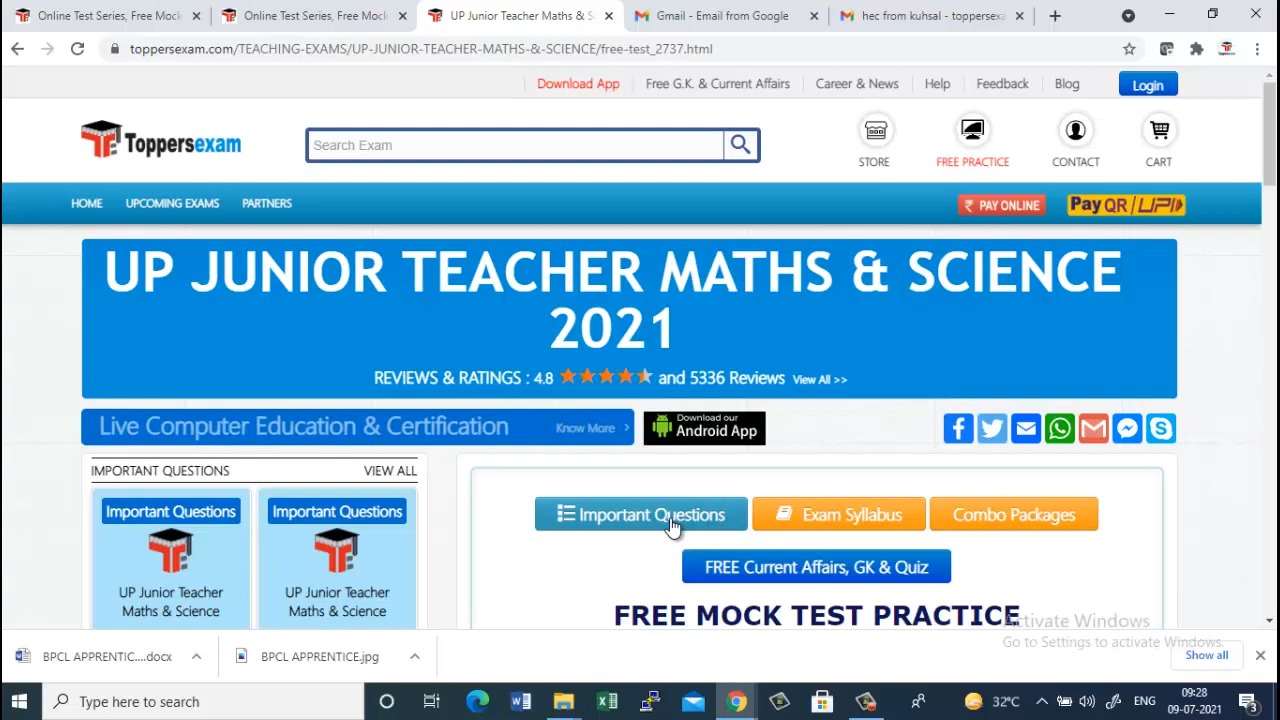 Online Test Series, Free Mock
Online Test Series, Free Mock
UP Junior Teacher Maths & S
Gmail - Email from Google
hec from kuhsal - toppersexa
toppersexam.com/TEACHING-EXAMS/UP-JUNIOR-TEACHER-MATHS-&-SCIENCE/free-test_2737.html
Download App
Free G.K. & Current Affairs
Career & News
Help
Feedback
Blog
Login
Toppersexam
Search Exam
STORE
FREE PRACTICE
CONTACT
CART
HOME
UPCOMING EXAMS
PARTNERS
₹ PAY ONLINE
Pay QR/UPI
UP JUNIOR TEACHER MATHS & SCIENCE
2021
REVIEWS & RATINGS : 4.8 and 5336 Reviews View All >>
Live Computer Education & Certification
Know More >
Download our
Android App
IMPORTANT QUESTIONS
VIEW ALL
Important Questions
UP Junior Teacher
Maths & Science
Important Questions
UP Junior Teacher
Maths & Science
Important Questions
Exam Syllabus
Combo Packages
FREE Current Affairs, GK & Quiz
FREE MOCK TEST PRACTICE
Activate Windows
Go to Settings to activate Windows.
BPCL APPRENTIC....docx
BPCL APPRENTICE.jpg
Show all
Type here to search
32°C
ENG
09:28
09-07-2021
3